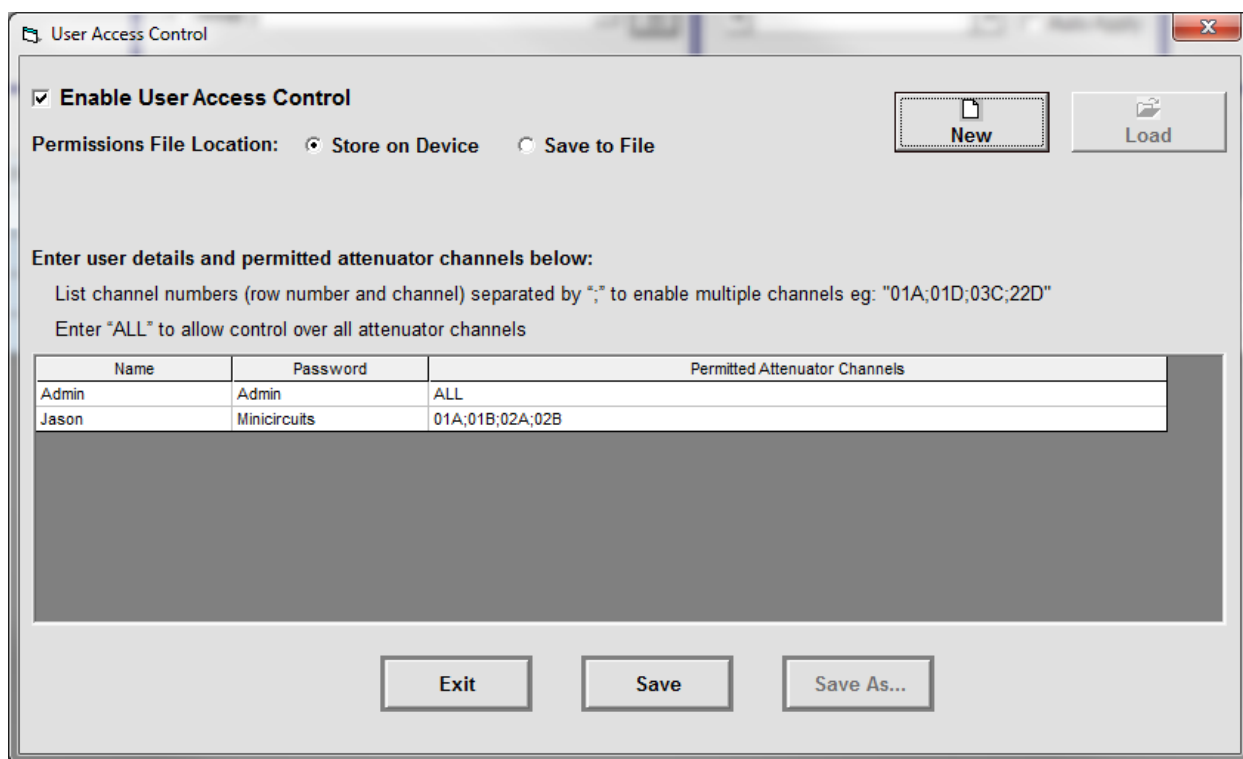 User Access Control
Enable User Access Control
New
Load
Permissions File Location: Store on Device Save to File
Enter user details and permitted attenuator channels below:
List channel numbers (row number and channel) separated by “;” to enable multiple channels eg: "01A;01D;03C;22D"
Enter “ALL” to allow control over all attenuator channels
Name Password Permitted Attenuator Channels
Admin Admin ALL
Jason Minicircuits 01A;01B;02A;02B
Exit Save Save As...